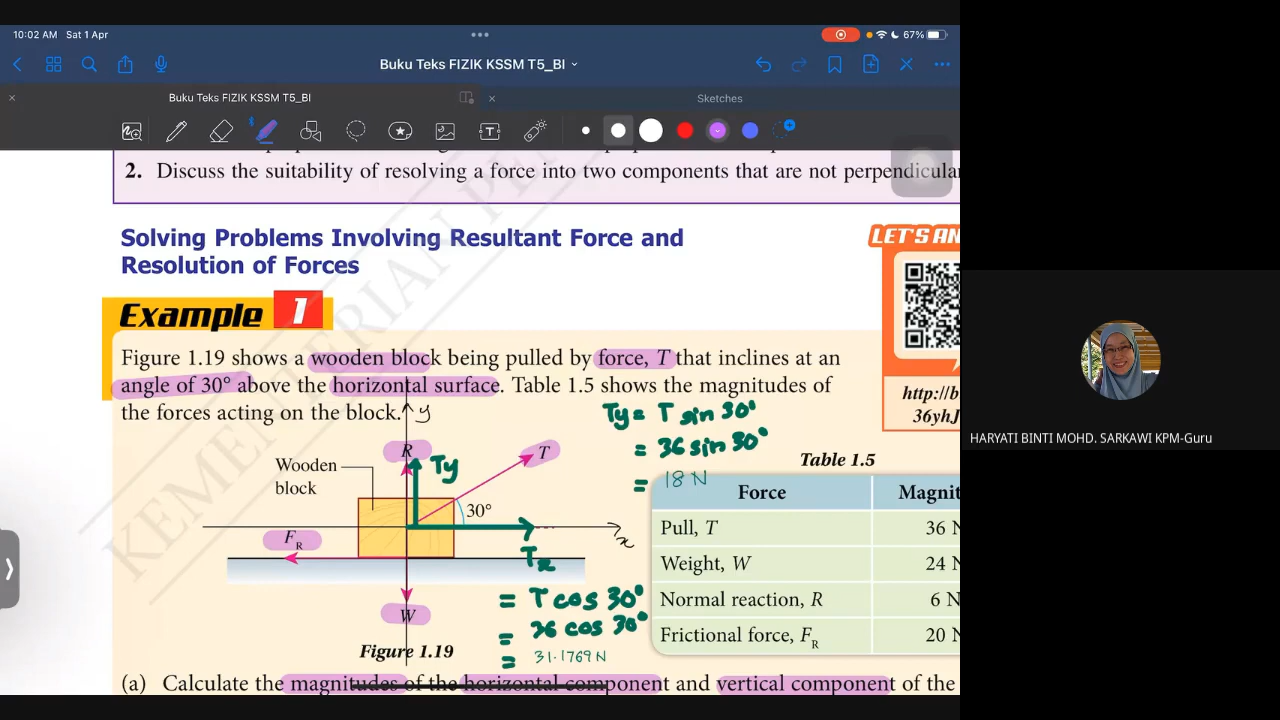 10:02 AM Sat 1 Apr
67%
Buku Teks FIZIK KSSM T5_BI
Buku Teks FIZIK KSSM T5_BI
Sketches
2. Discuss the suitability of resolving a force into two components that are not perpendicular
Solving Problems Involving Resultant Force and
Resolution of Forces
LET'S AN
Example 1
Figure 1.19 shows a wooden block being pulled by force, T that inclines at an
angle of 30° above the horizontal surface. Table 1.5 shows the magnitudes of
the forces acting on the block.
http://b
36yhJ
y
Ty = T sin 30°
= 36 sin 30°
= 18 N
R
Ty
T
Wooden
block
30°
F_R
x
Tx
W
= T cos 30°
= 36 cos 30°
= 31.1769 N
Figure 1.19
Table 1.5
Force Magnit
Pull, T 36 N
Weight, W 24 N
Normal reaction, R 6 N
Frictional force, F_R 20 N
(a) Calculate the magnitudes of the horizontal component and vertical component of the
KEMENTERIAN PE
HARYATI BINTI MOHD. SARKAWI KPM-Guru